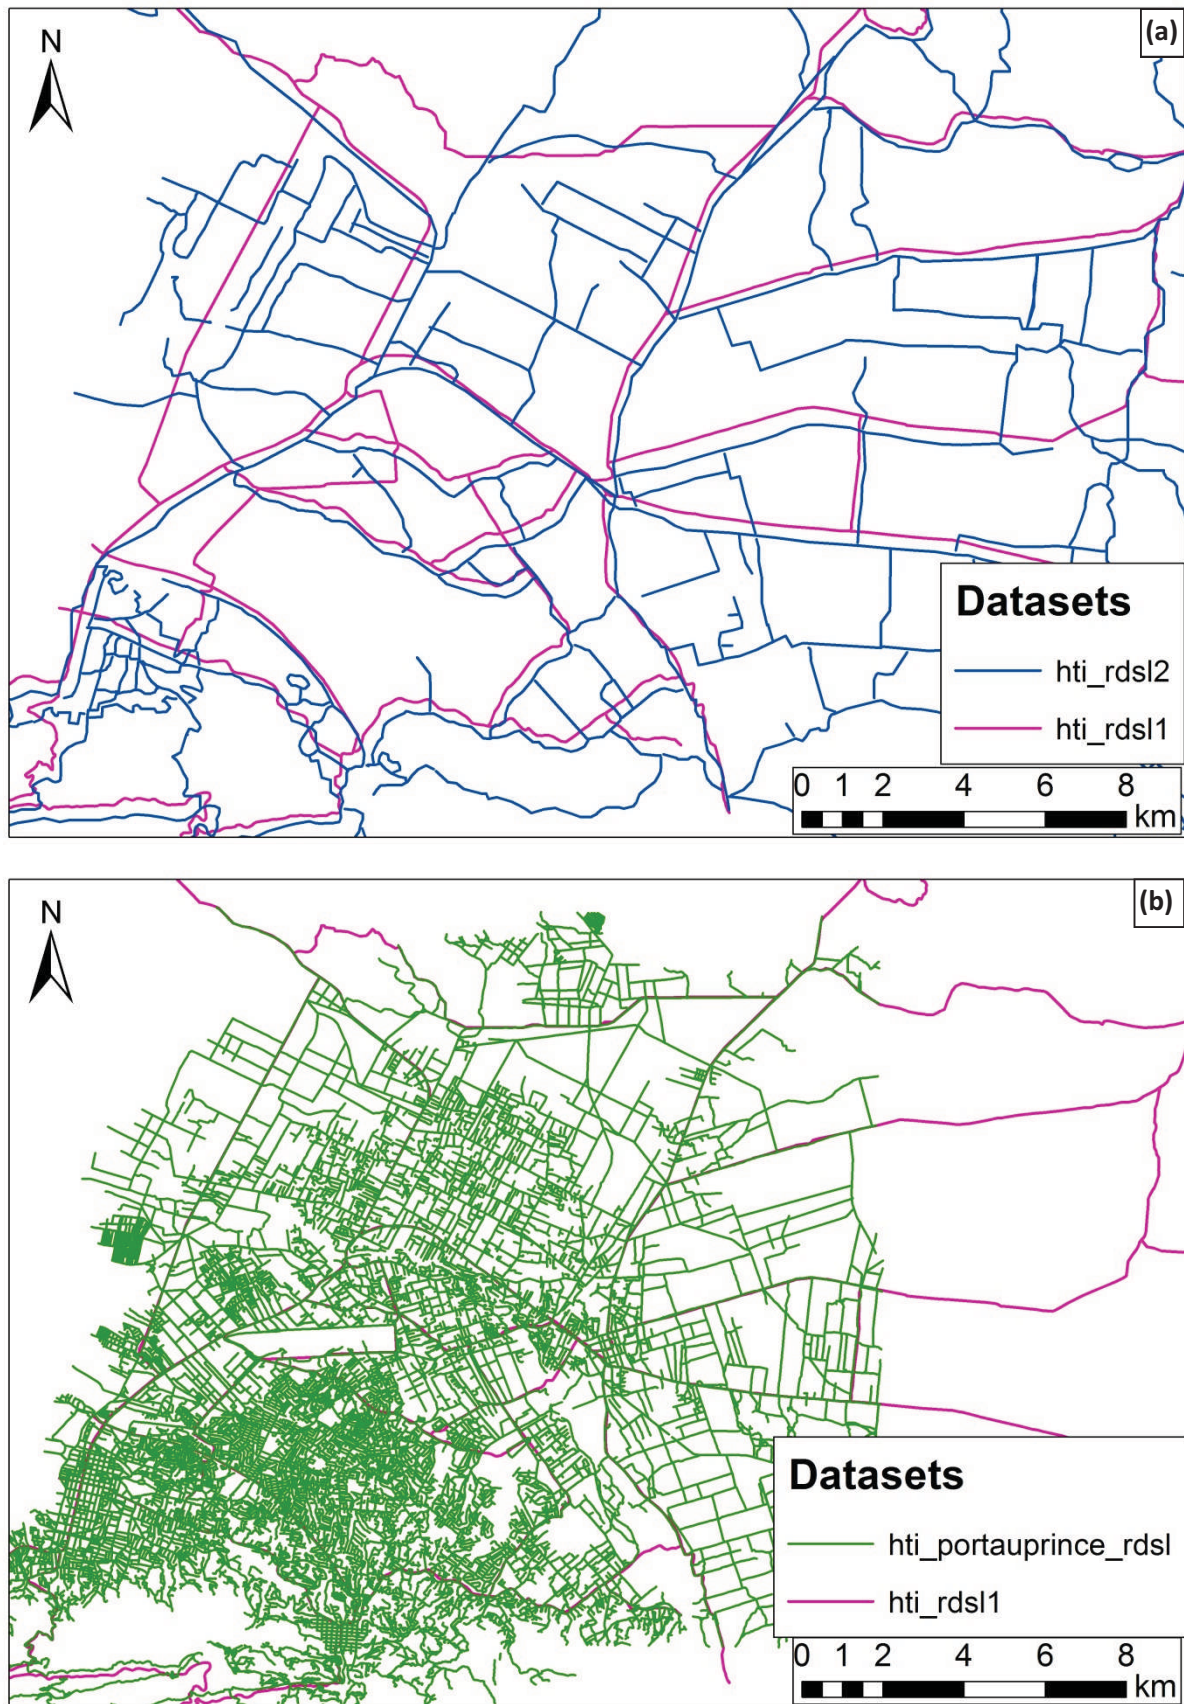 (a)
N
Datasets
hti_rdsl2
hti_rdsl1
0 1 2 4 6 8
km
(b)
N
Datasets
hti_portauprince_rdsl
hti_rdsl1
0 1 2 4 6 8
km